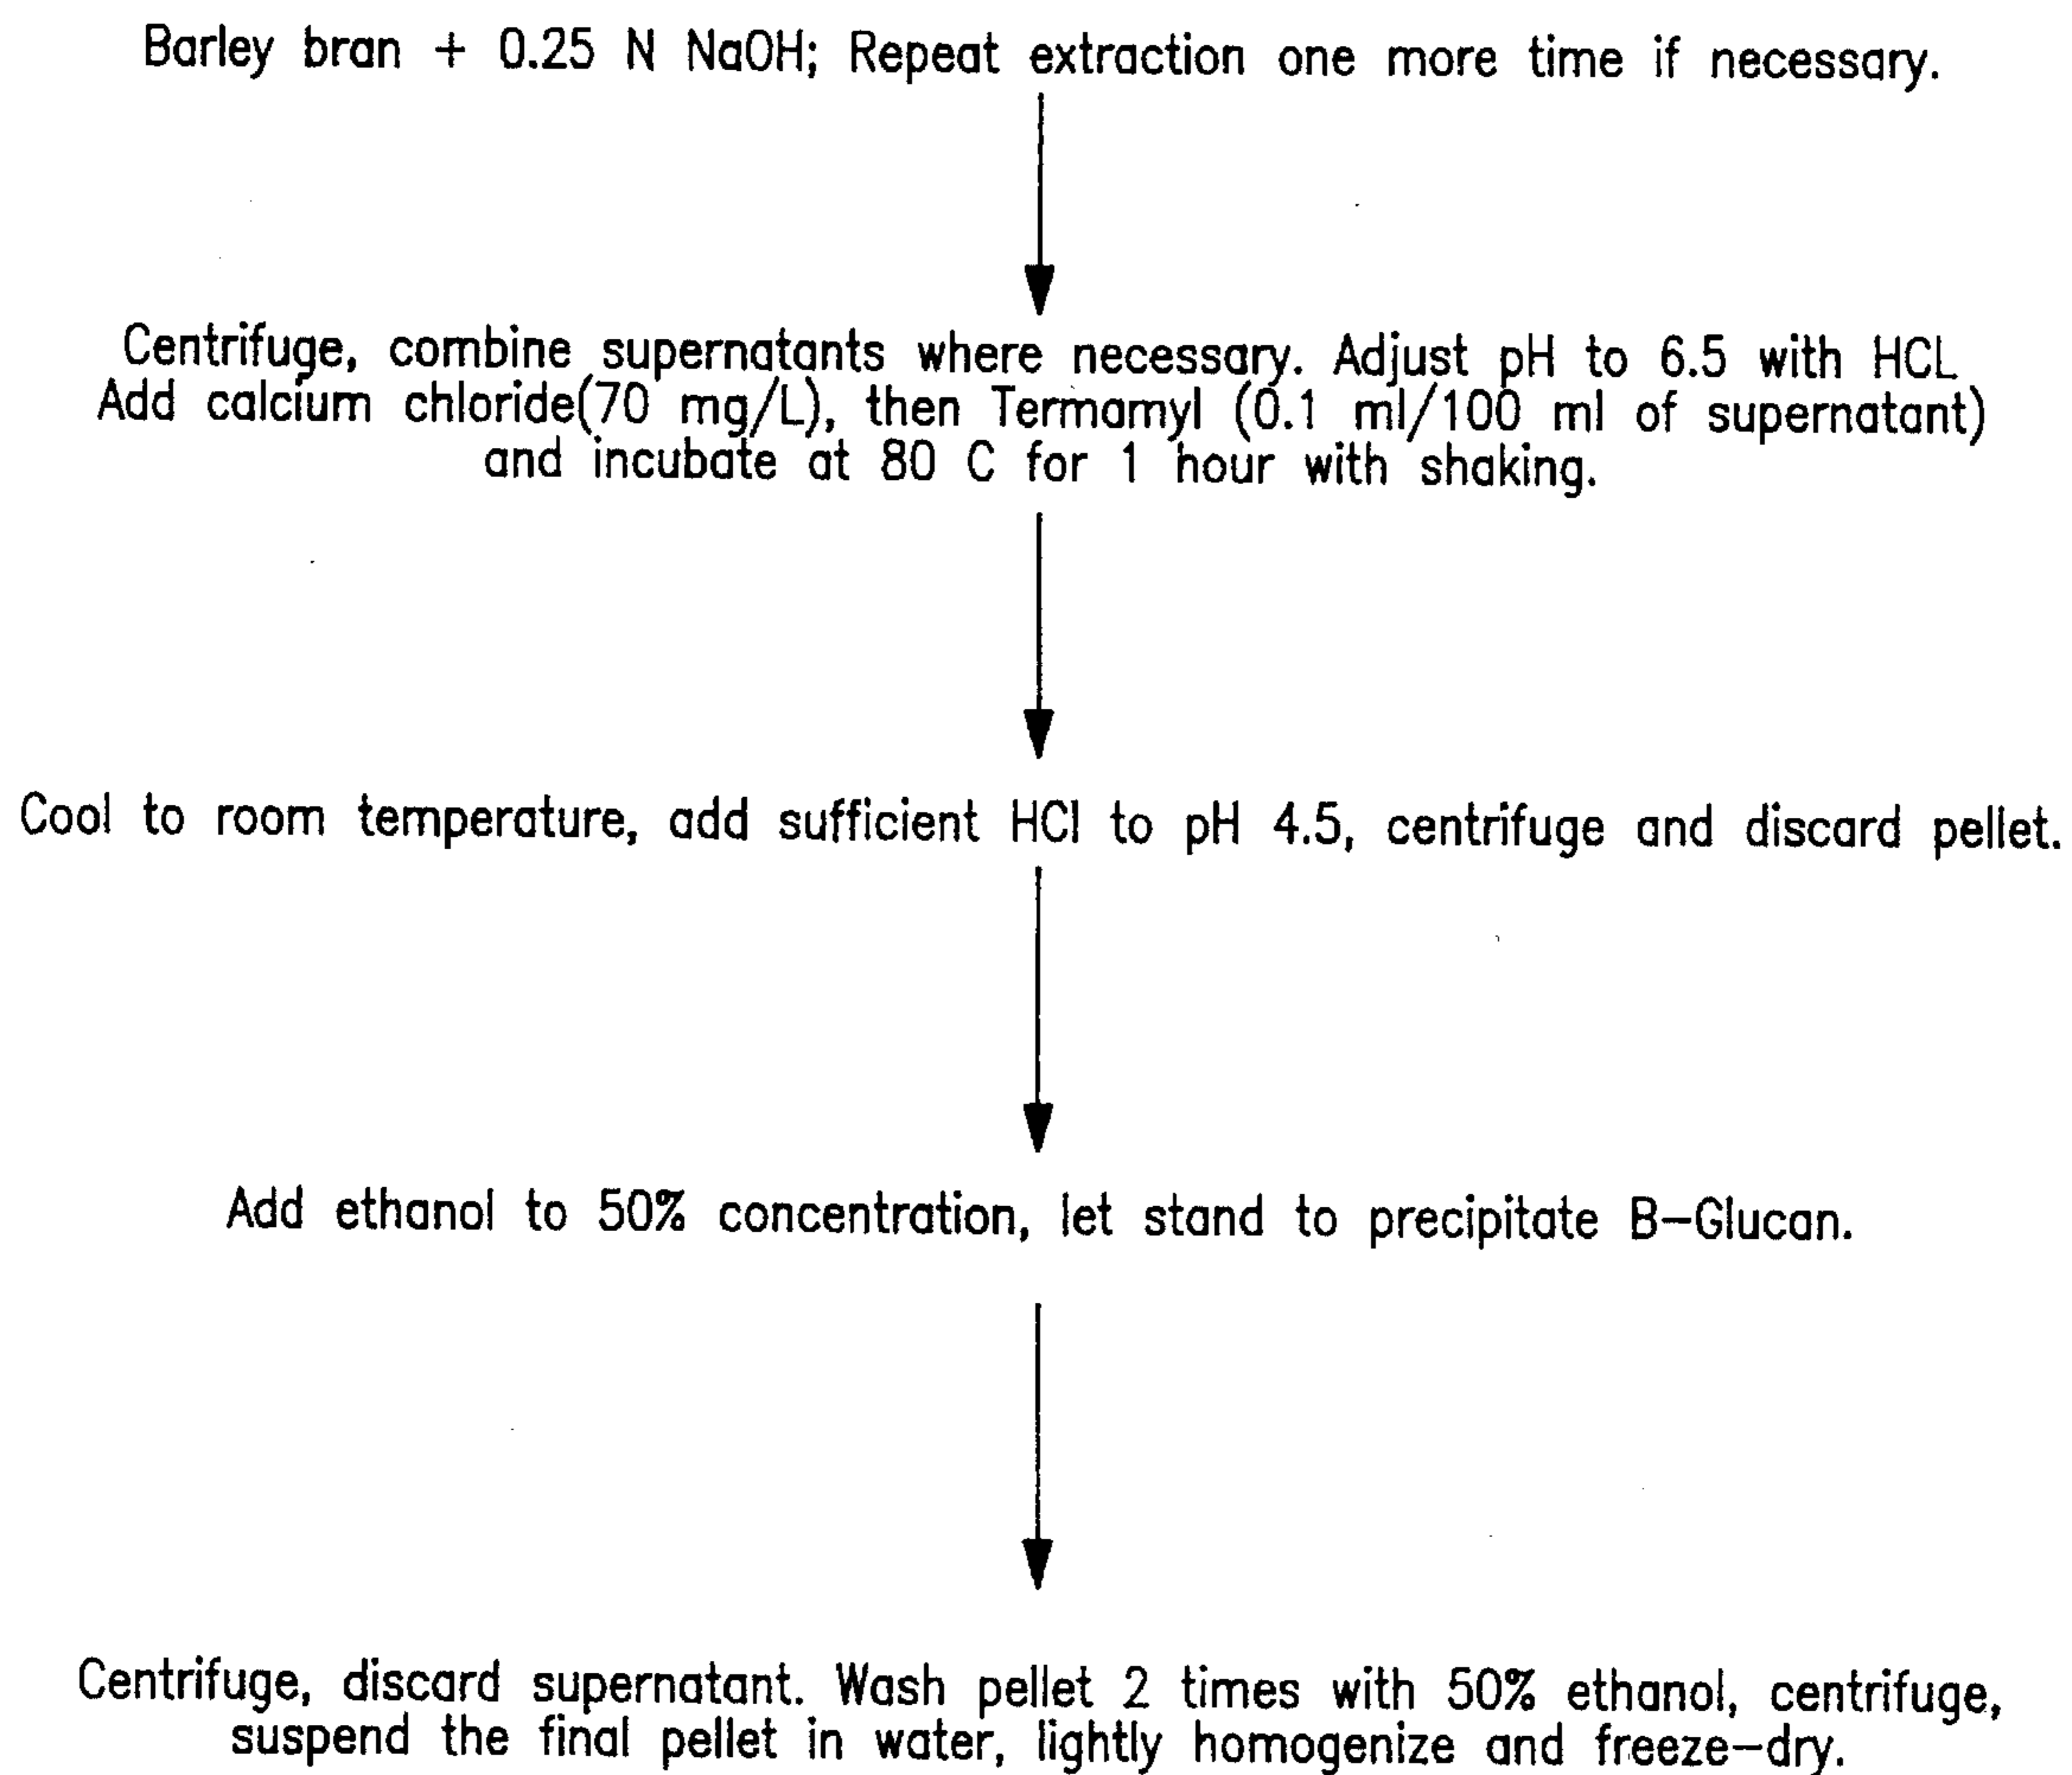 Barley bran + 0.25 N NaOH; Repeat extraction one more time if necessary.
Centrifuge, combine supernatants where necessary. Adjust pH to 6.5 with HCL
Add calcium chloride(70 mg/L), then Termamyl (0.1 ml/100 ml of supernatant)
and incubate at 80 C for 1 hour with shaking.
Cool to room temperature, add sufficient HCl to pH 4.5, centrifuge and discard pellet.
Add ethanol to 50% concentration, let stand to precipitate B-Glucan.
Centrifuge, discard supernatant. Wash pellet 2 times with 50% ethanol, centrifuge,
suspend the final pellet in water, lightly homogenize and freeze-dry.